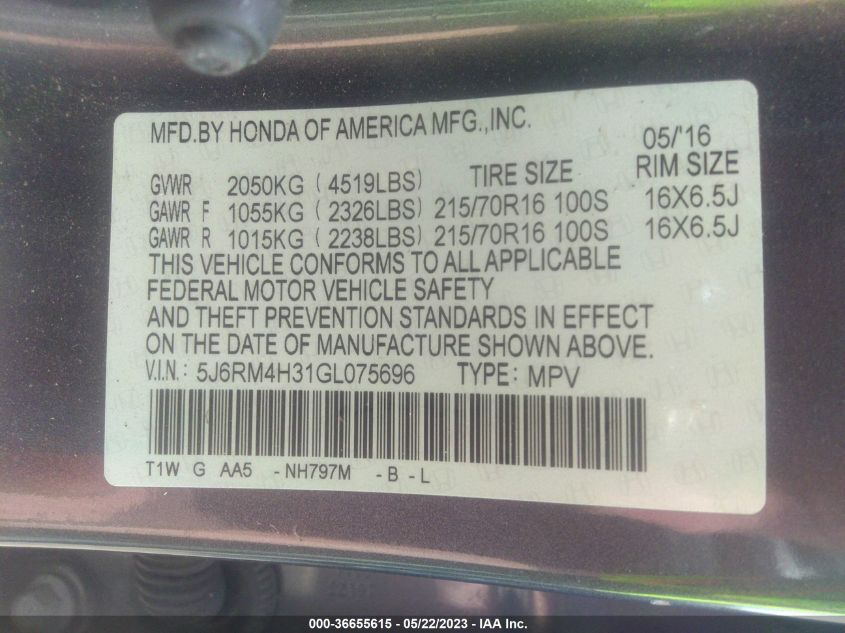 MFD.BY HONDA OF AMERICA MFG.,INC. 05/'16
GVWR 2050KG ( 4519LBS) TIRE SIZE RIM SIZE
GAWR F 1055KG ( 2326LBS) 215/70R16 100S 16X6.5J
GAWR R 1015KG ( 2238LBS) 215/70R16 100S 16X6.5J
THIS VEHICLE CONFORMS TO ALL APPLICABLE
FEDERAL MOTOR VEHICLE SAFETY
AND THEFT PREVENTION STANDARDS IN EFFECT
ON THE DATE OF MANUFACTURE SHOWN ABOVE.
V.I.N.: 5J6RM4H31GL075696 TYPE: MPV
T1W G AA5 -NH797M -B -L
000-36655615 - 05/22/2023 - IAA Inc.